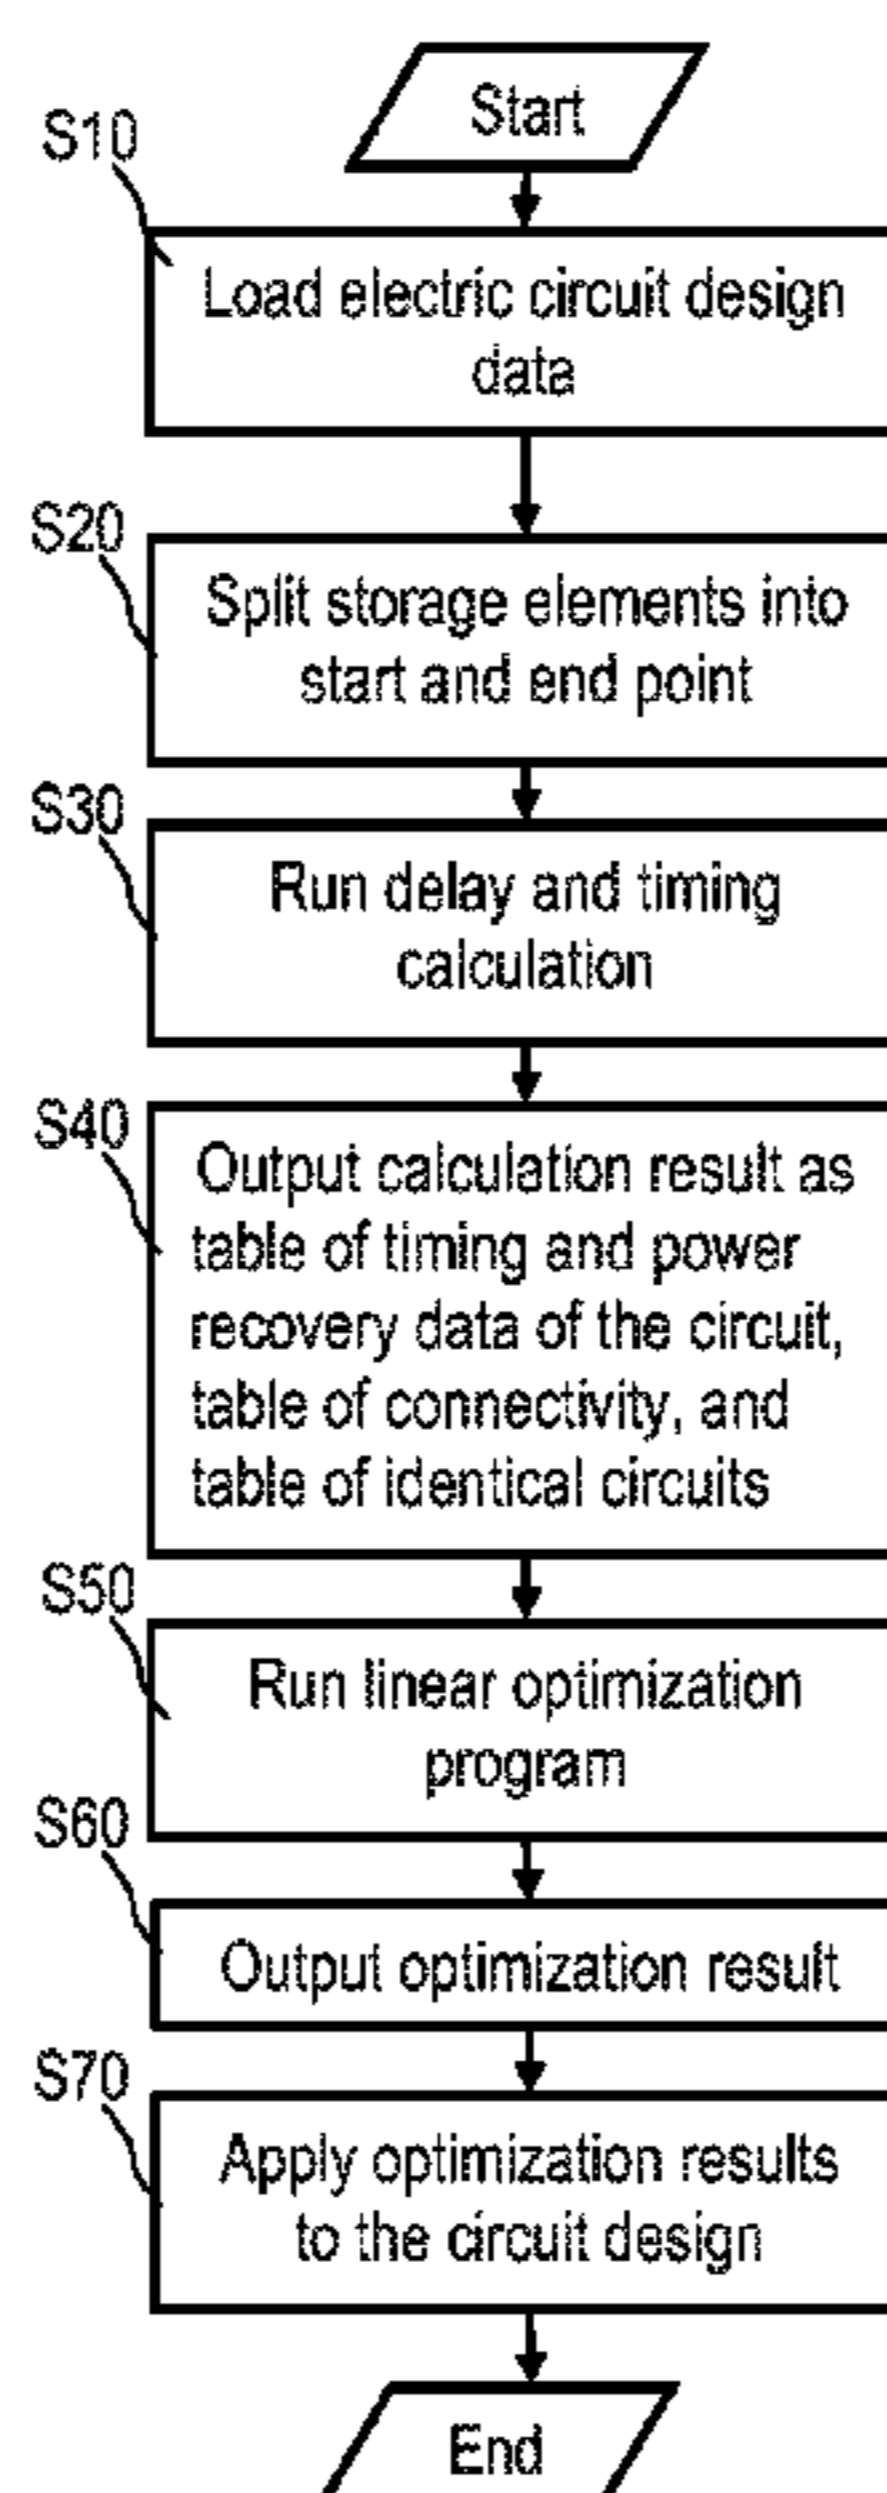 Start
S10
Load electric circuit design
data
S20
Split storage elements into
start and end point
S30
Run delay and timing
calculation
S40
Output calculation result as
table of timing and power
recovery data of the circuit,
table of connectivity, and
table of identical circuits
S50
Run linear optimization
program
S60
Output optimization result
S70
Apply optimization results
to the circuit design
End